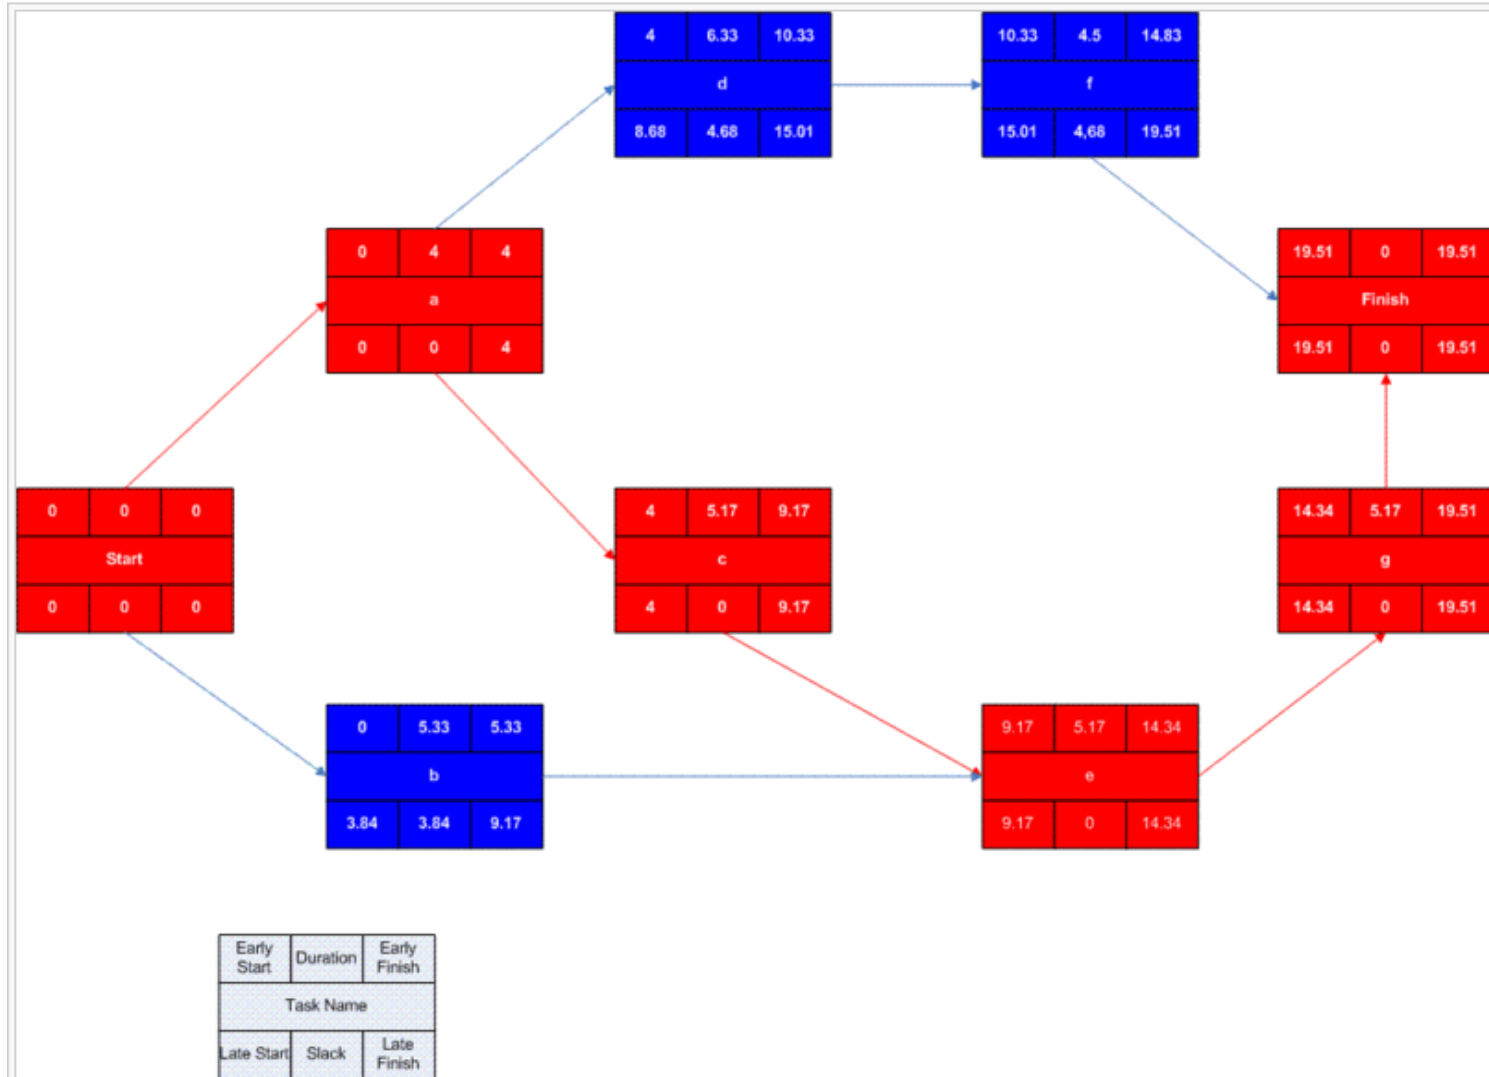 4 6.33 10.33
d
8.68 4.68 15.01
10.33 4.5 14.83
f
15.01 4,68 19.51
0 4 4
a
0 0 4
19.51 0 19.51
Finish
19.51 0 19.51
0 0 0
Start
0 0 0
4 5.17 9.17
c
4 0 9.17
14.34 5.17 19.51
g
14.34 0 19.51
0 5.33 5.33
b
3.84 3.84 9.17
9.17 5.17 14.34
e
9.17 0 14.34
Early Start
Duration
Early Finish
Task Name
Late Start
Slack
Late Finish